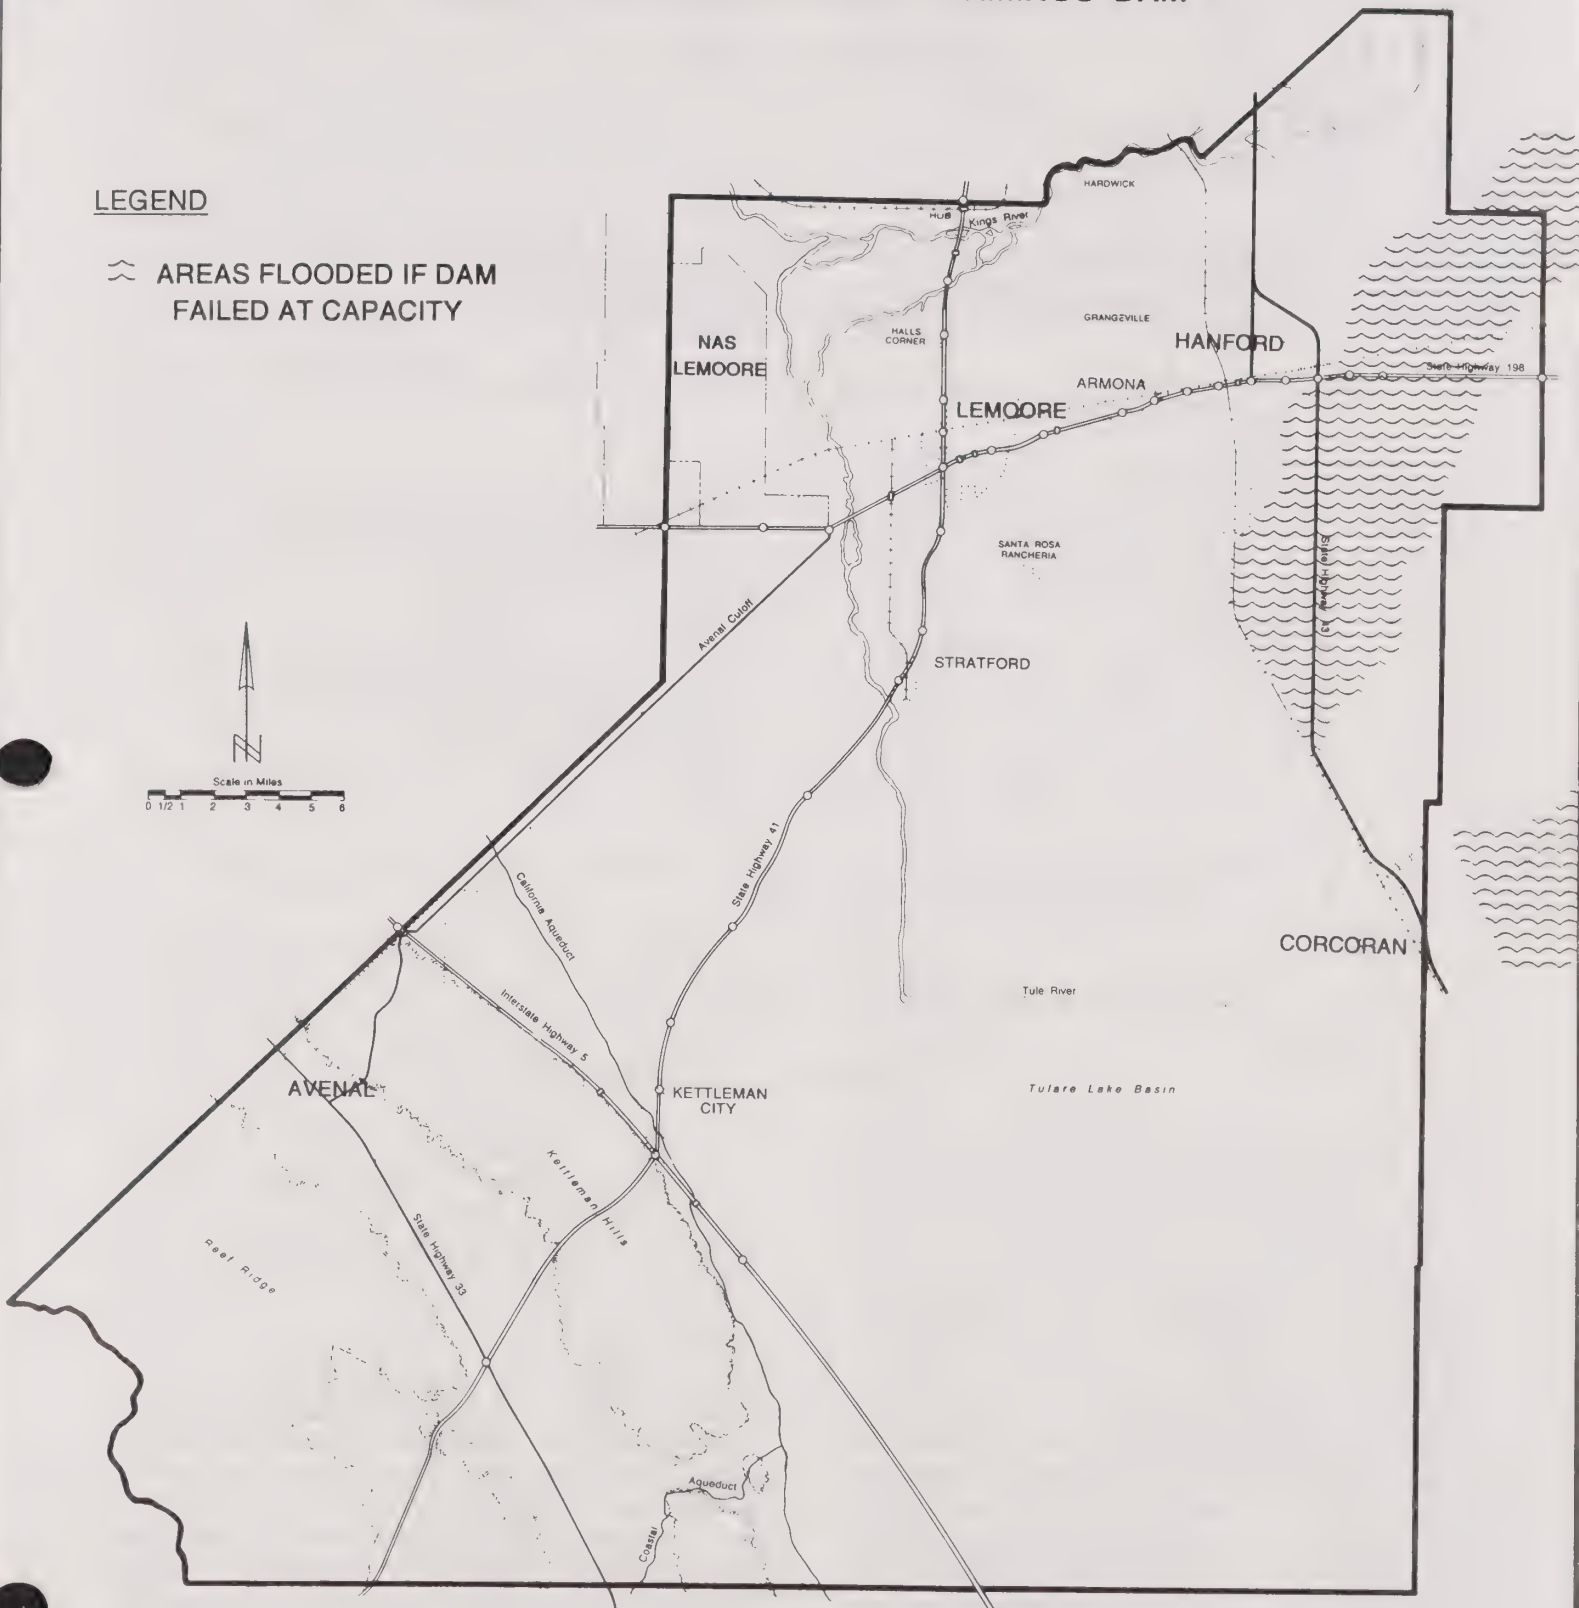 DAM
LEGEND
AREAS FLOODED IF DAM
FAILED AT CAPACITY
HARDWICK
HUB
Kings River
GRANGEVILLE
HALLS
CORNER
NAS
LEMOORE
HANFORD
State Highway 198
ARMONA
LEMOORE
SANTA ROSA
RANCHERIA
State Highway 43
Avenal Cutoff
STRATFORD
N
Scale in Miles
0 1/2 1 2 3 4 5 6
State Highway 41
California Aqueduct
CORCORAN
Interstate Highway 5
Tule River
AVENAL
KETTLEMAN
CITY
Tulare Lake Basin
Kettleman Hills
State Highway 33
Reef Ridge
Aqueduct
Coastal